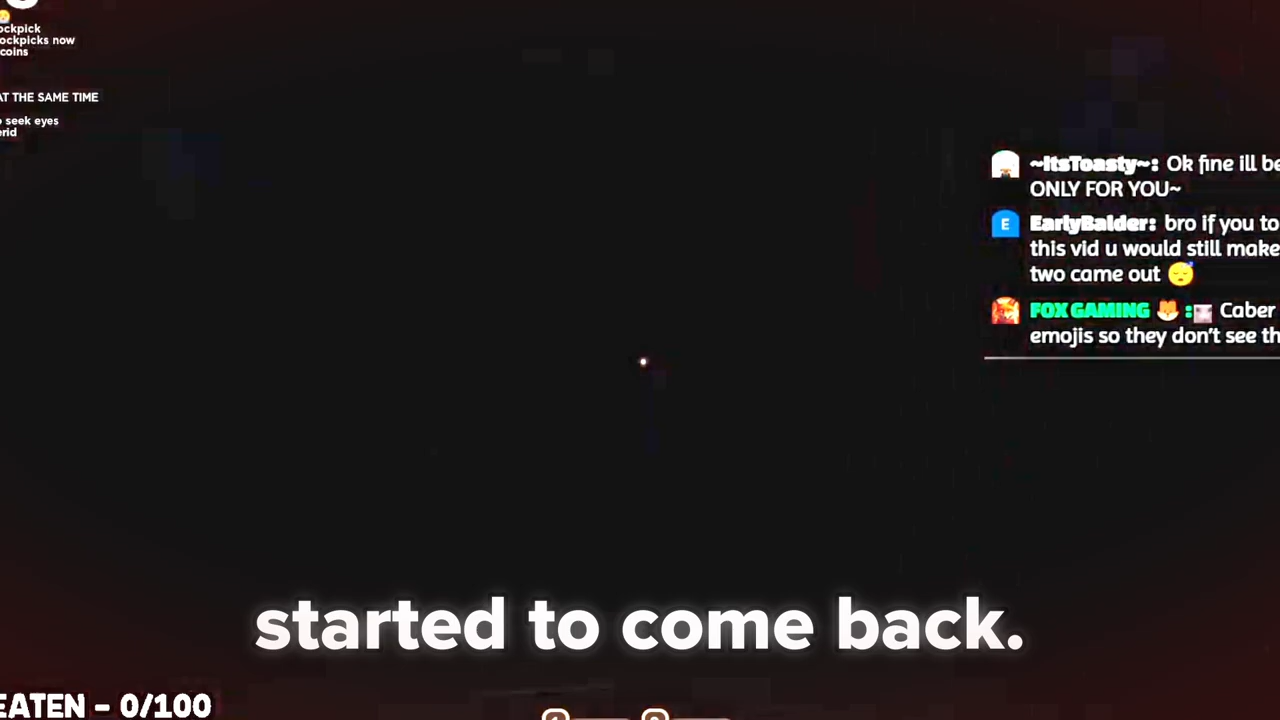 ockpick
ockpicks now
coins
AT THE SAME TIME
o seek eyes
erid
~ItsToasty~: Ok fine ill be
ONLY FOR YOU~
E
EarlyBalder: bro if you to
this vid u would still make
two came out 😴
FOX GAMING 🦊 : Caber
emojis so they don't see th
started to come back.
EATEN - 0/100